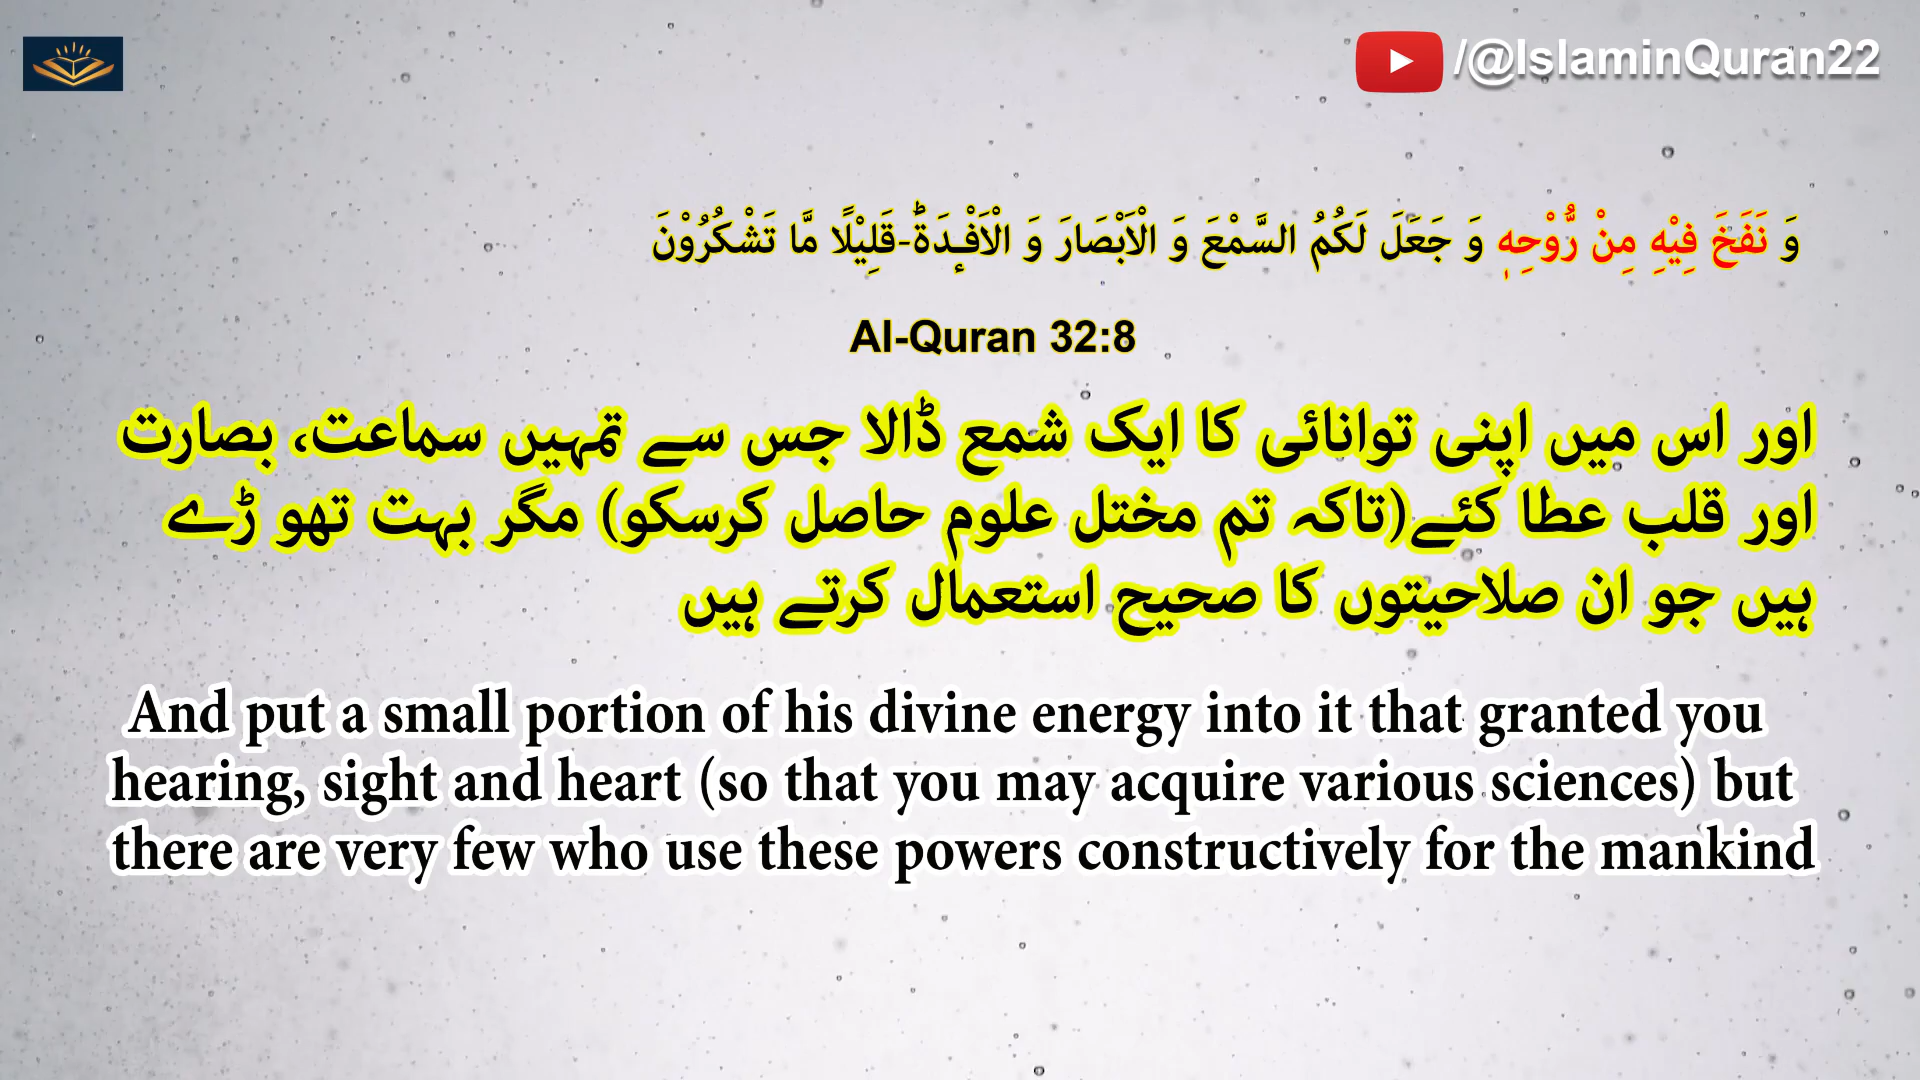 /@IslaminQuran22
وَ نَفَخَ فِیْهِ مِنْ رُّوْحِهٖ وَ جَعَلَ لَكُمُ السَّمْعَ وَ الْاَبْصَارَ وَ الْاَفْـٕدَةَؕ-قَلِیْلًا مَّا تَشْكُرُوْنَ
Al-Quran 32:8
اور اس میں اپنی توانائی کا ایک شمع ڈالا جس سے تمہیں سماعت، بصارت
اور قلب عطا کئے(تاکہ تم مختل علوم حاصل کرسکو) مگر بہت تھو ڑے
ہیں جو ان صلاحیتوں کا صحیح استعمال کرتے ہیں
And put a small portion of his divine energy into it that granted you
hearing, sight and heart (so that you may acquire various sciences) but
there are very few who use these powers constructively for the mankind